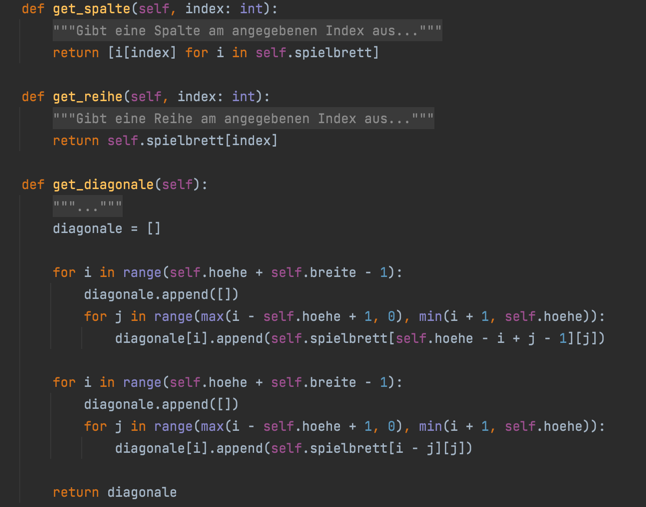 def get_spalte(self, index: int):
"""Gibt eine Spalte am angegebenen Index aus..."""
return [i[index] for i in self.spielbrett]
def get_reihe(self, index: int):
"""Gibt eine Reihe am angegebenen Index aus..."""
return self.spielbrett[index]
def get_diagonale(self):
"""..."""
diagonale = []
for i in range(self.hoehe + self.breite - 1):
diagonale.append([])
for j in range(max(i - self.hoehe + 1, 0), min(i + 1, self.hoehe)):
diagonale[i].append(self.spielbrett[self.hoehe - i + j - 1][j])
for i in range(self.hoehe + self.breite - 1):
diagonale.append([])
for j in range(max(i - self.hoehe + 1, 0), min(i + 1, self.hoehe)):
diagonale[i].append(self.spielbrett[i - j][j])
return diagonale